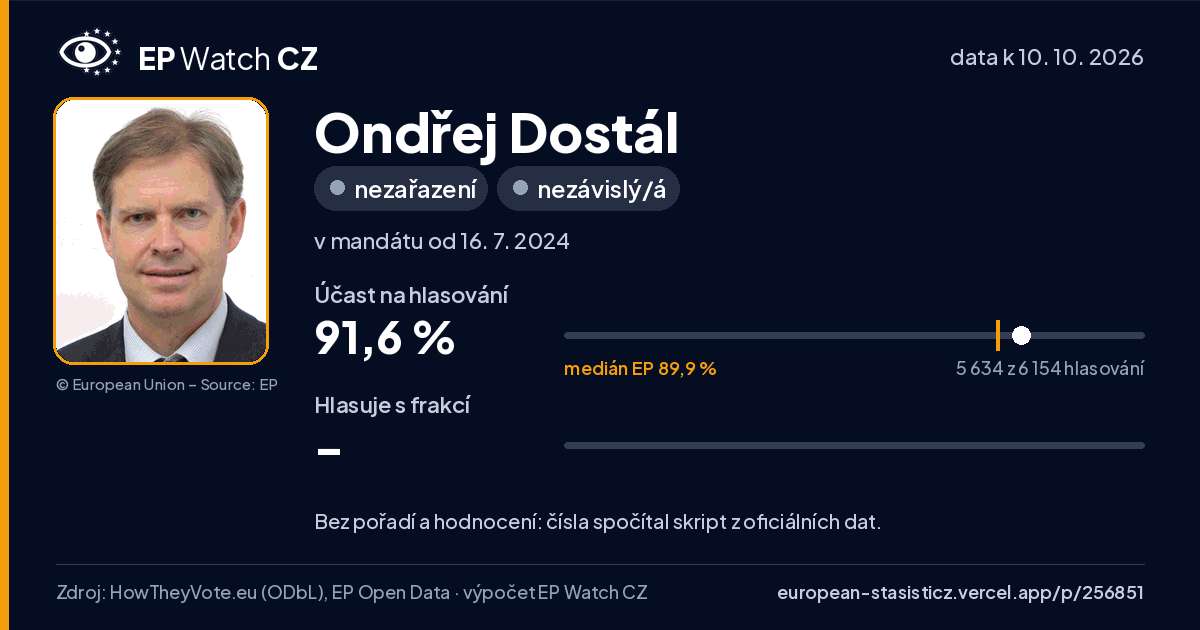 EP Watch CZ
data k 10. 10. 2026
Ondřej Dostál
nezařazení
nezávislý/á
v mandátu od 16. 7. 2024
Účast na hlasování
91,6 %
medián EP 89,9 %
5 634 z 6 154 hlasování
© European Union – Source: EP
Hlasuje s frakcí
–
Bez pořadí a hodnocení: čísla spočítal skript z oficiálních dat.
Zdroj: HowTheyVote.eu (ODbL), EP Open Data · výpočet EP Watch CZ
european-stasisticz.vercel.app/p/256851